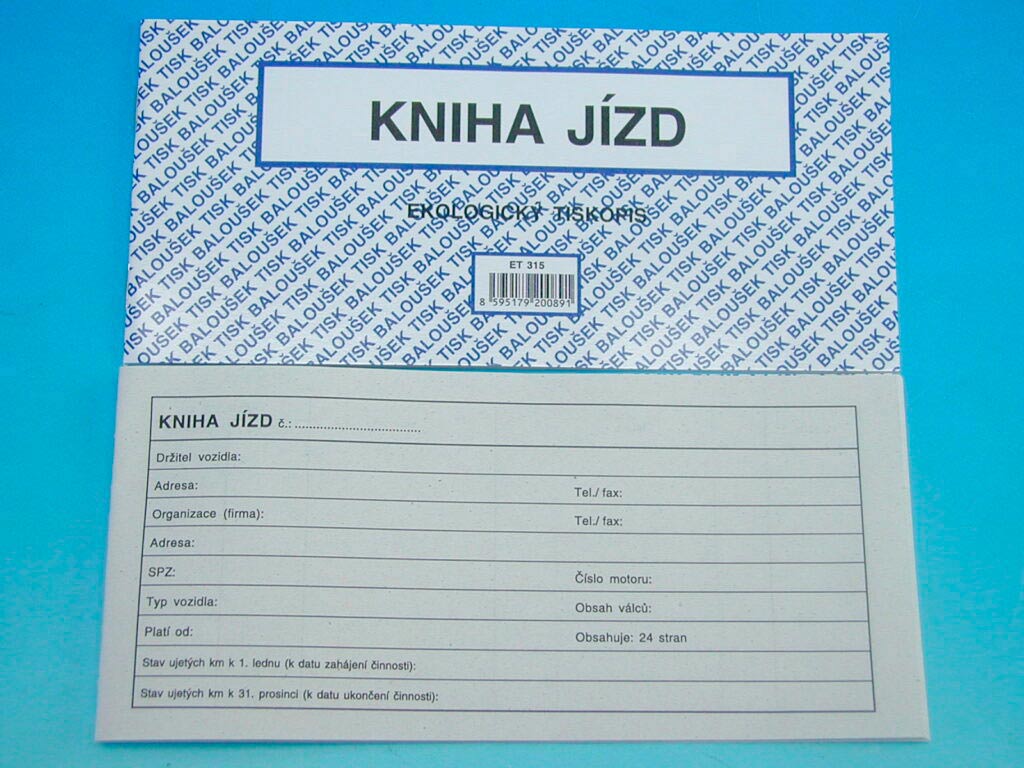 KNIHA JÍZD
EKOLOGICKÝ TISKOPIS
ET 315
8 595179 200891
KNIHA JÍZD č.: ....................................
Držitel vozidla:
Adresa: Tel./ fax:
Organizace (firma): Tel./ fax:
Adresa:
SPZ: Číslo motoru:
Typ vozidla: Obsah válců:
Platí od: Obsahuje: 24 stran
Stav ujetých km k 1. lednu (k datu zahájení činnosti):
Stav ujetých km k 31. prosinci (k datu ukončení činnosti):